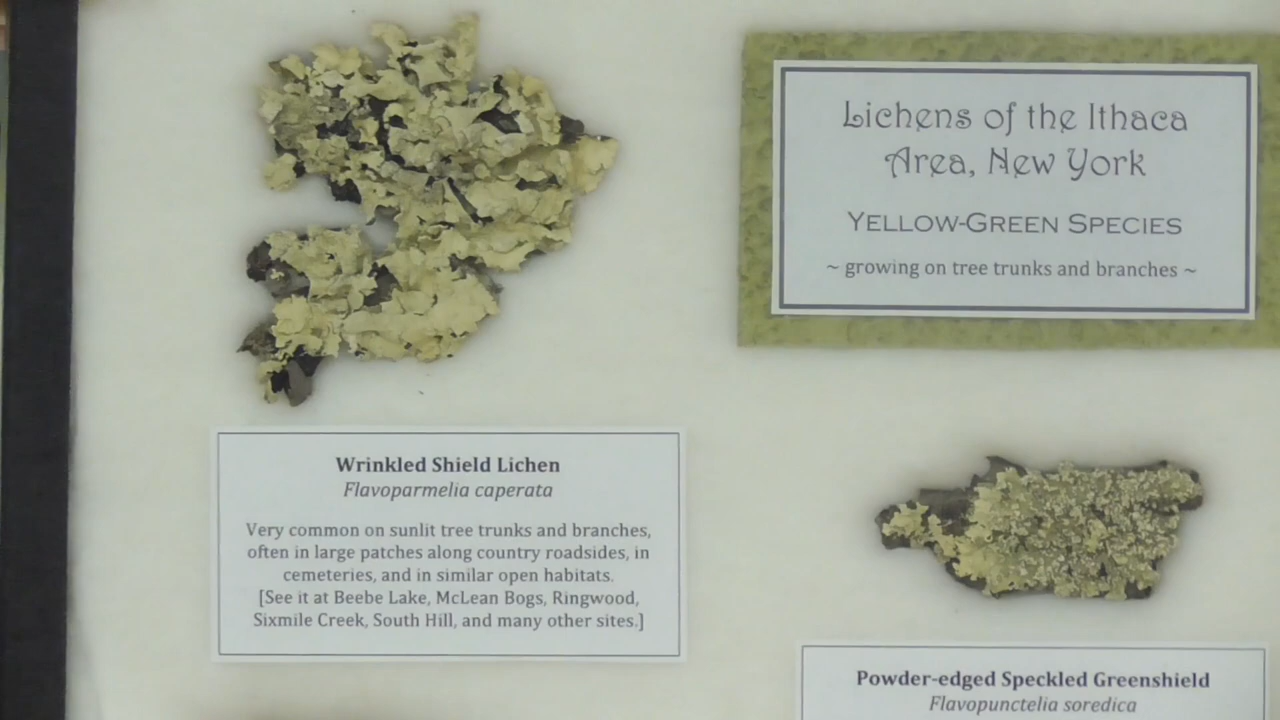 Lichens of the Ithaca
Area, New York
Yellow-Green Species
~ growing on tree trunks and branches ~
Wrinkled Shield Lichen
Flavoparmelia caperata
Very common on sunlit tree trunks and branches,
often in large patches along country roadsides, in
cemeteries, and in similar open habitats.
[See it at Beebe Lake, McLean Bogs, Ringwood,
Sixmile Creek, South Hill, and many other sites.]
Powder-edged Speckled Greenshield
Flavopunctelia soredica